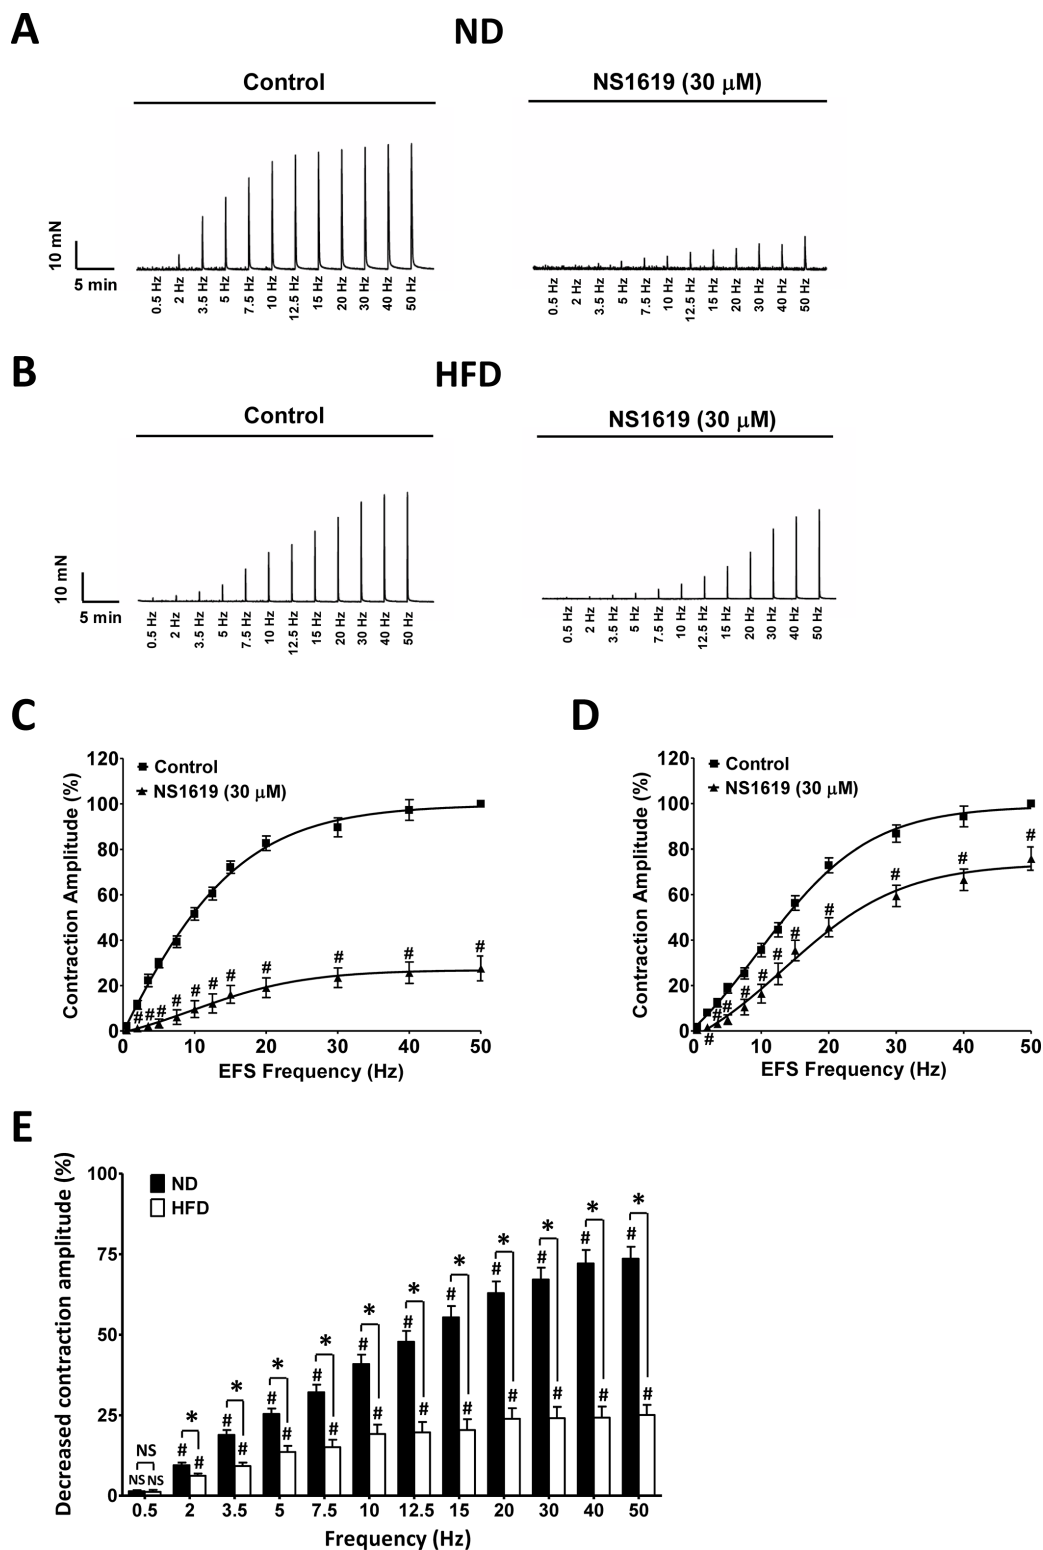 A
ND
Control
NS1619 (30 μM)
10 mN
5 min
0.5 Hz
2 Hz
3.5 Hz
5 Hz
7.5 Hz
10 Hz
12.5 Hz
15 Hz
20 Hz
30 Hz
40 Hz
50 Hz
0.5 Hz
2 Hz
3.5 Hz
5 Hz
7.5 Hz
10 Hz
12.5 Hz
15 Hz
20 Hz
30 Hz
40 Hz
50 Hz
B
HFD
Control
NS1619 (30 μM)
10 mN
5 min
0.5 Hz
2 Hz
3.5 Hz
5 Hz
7.5 Hz
10 Hz
12.5 Hz
15 Hz
20 Hz
30 Hz
40 Hz
50 Hz
0.5 Hz
2 Hz
3.5 Hz
5 Hz
7.5 Hz
10 Hz
12.5 Hz
15 Hz
20 Hz
30 Hz
40 Hz
50 Hz
C
Contraction Amplitude (%)
120
100
80
60
40
20
0
Control
NS1619 (30 μM)
# # # # # # # # # # #
0 10 20 30 40 50
EFS Frequency (Hz)
D
Contraction Amplitude (%)
120
100
80
60
40
20
0
Control
NS1619 (30 μM)
# # # # # # # # # # #
0 10 20 30 40 50
EFS Frequency (Hz)
E
Decreased contraction amplitude (%)
100
75
50
25
0
ND
HFD
NS
NS NS
* * * * * * * * * * *
# # # # # # # # # # #
# # # # # # # # # # #
0.5 2 3.5 5 7.5 10 12.5 15 20 30 40 50
Frequency (Hz)